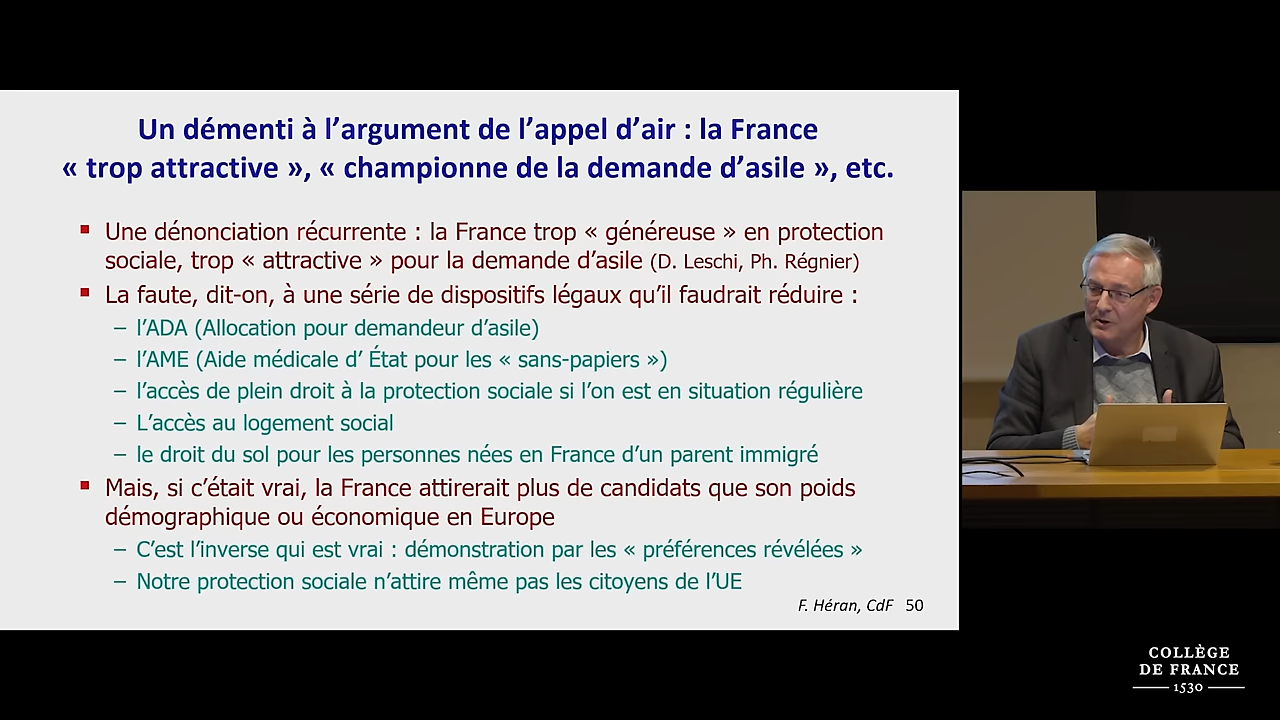 Un démenti à l’argument de l’appel d’air : la France
« trop attractive », « championne de la demande d’asile », etc.
▪ Une dénonciation récurrente : la France trop « généreuse » en protection
sociale, trop « attractive » pour la demande d’asile (D. Leschi, Ph. Régnier)
▪ La faute, dit-on, à une série de dispositifs légaux qu’il faudrait réduire :
– l’ADA (Allocation pour demandeur d’asile)
– l’AME (Aide médicale d’ État pour les « sans-papiers »)
– l’accès de plein droit à la protection sociale si l’on est en situation régulière
– L’accès au logement social
– le droit du sol pour les personnes nées en France d’un parent immigré
▪ Mais, si c’était vrai, la France attirerait plus de candidats que son poids
démographique ou économique en Europe
– C’est l’inverse qui est vrai : démonstration par les « préférences révélées »
– Notre protection sociale n’attire même pas les citoyens de l’UE
F. Héran, CdF 50
COLLÈGE
DE FRANCE
1530